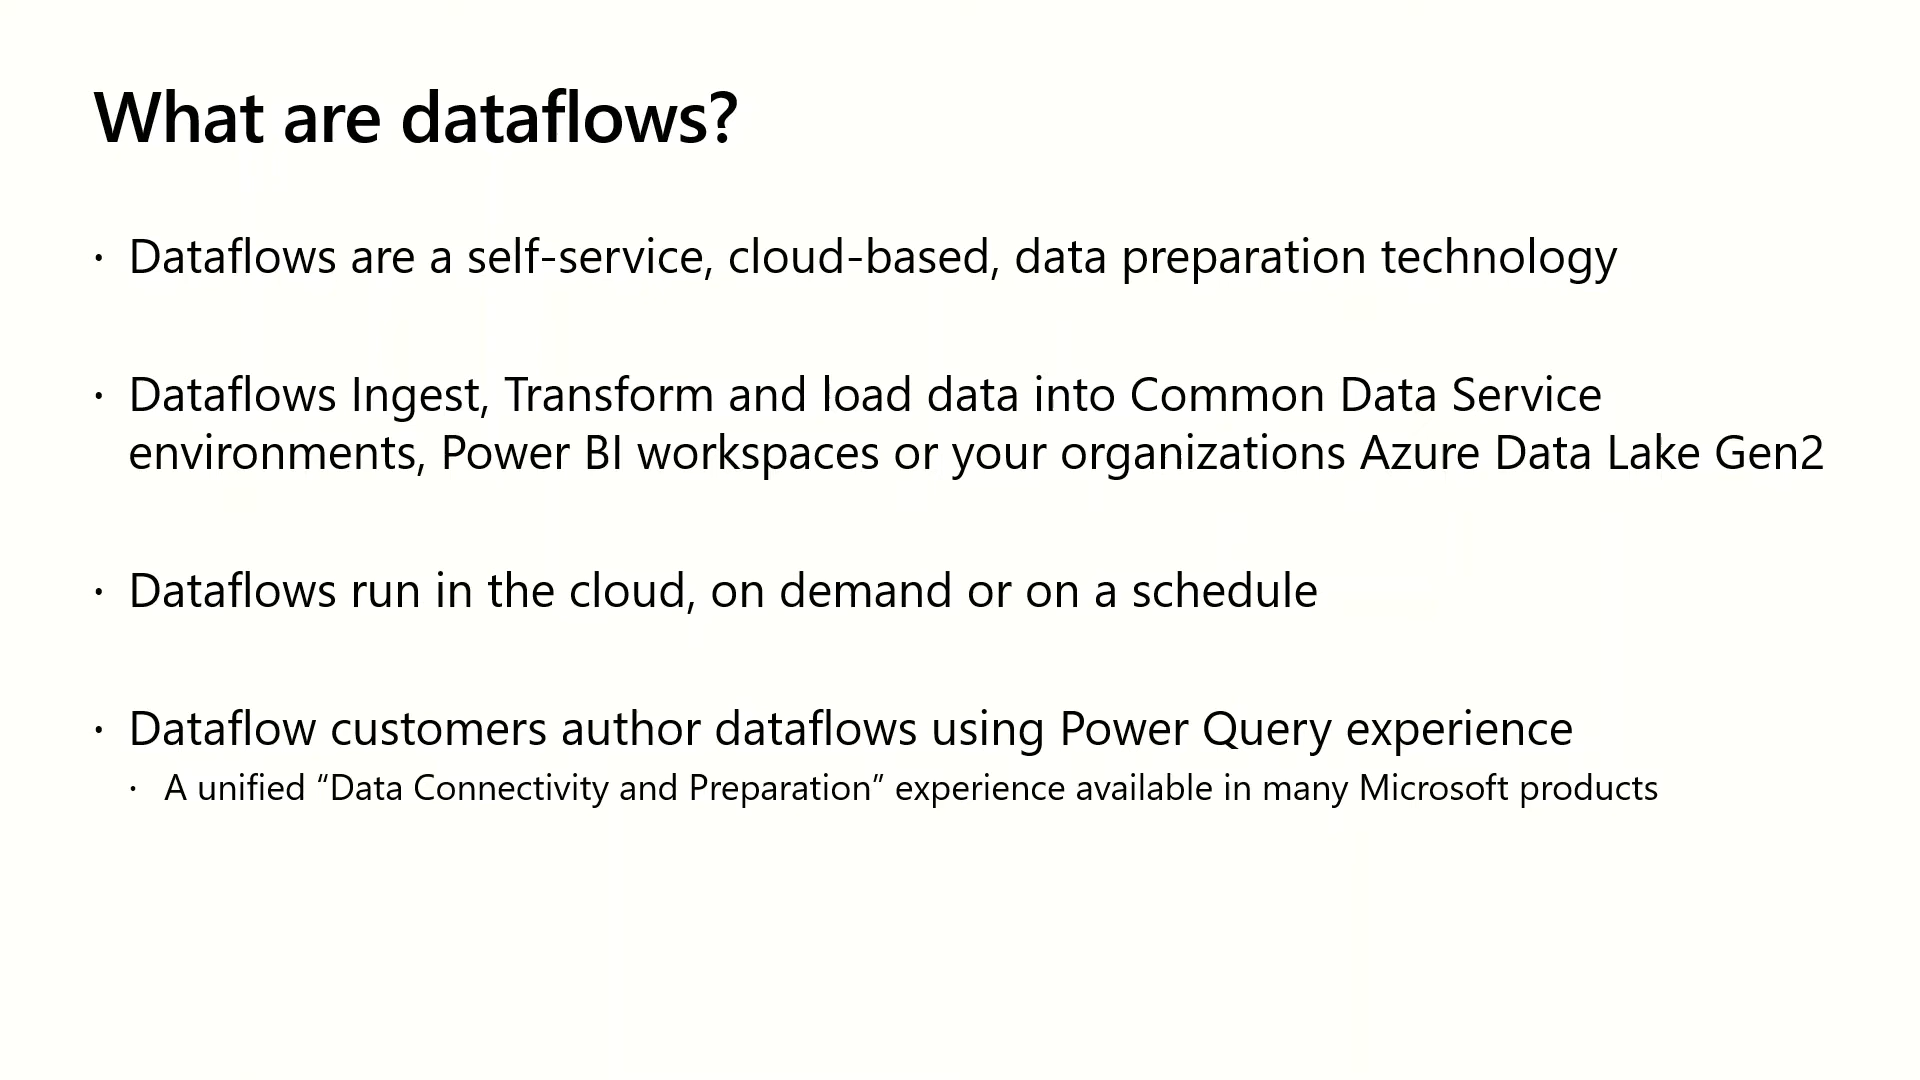 What are dataflows?
· Dataflows are a self-service, cloud-based, data preparation technology
· Dataflows Ingest, Transform and load data into Common Data Service
environments, Power BI workspaces or your organizations Azure Data Lake Gen2
· Dataflows run in the cloud, on demand or on a schedule
· Dataflow customers author dataflows using Power Query experience
· A unified “Data Connectivity and Preparation” experience available in many Microsoft products